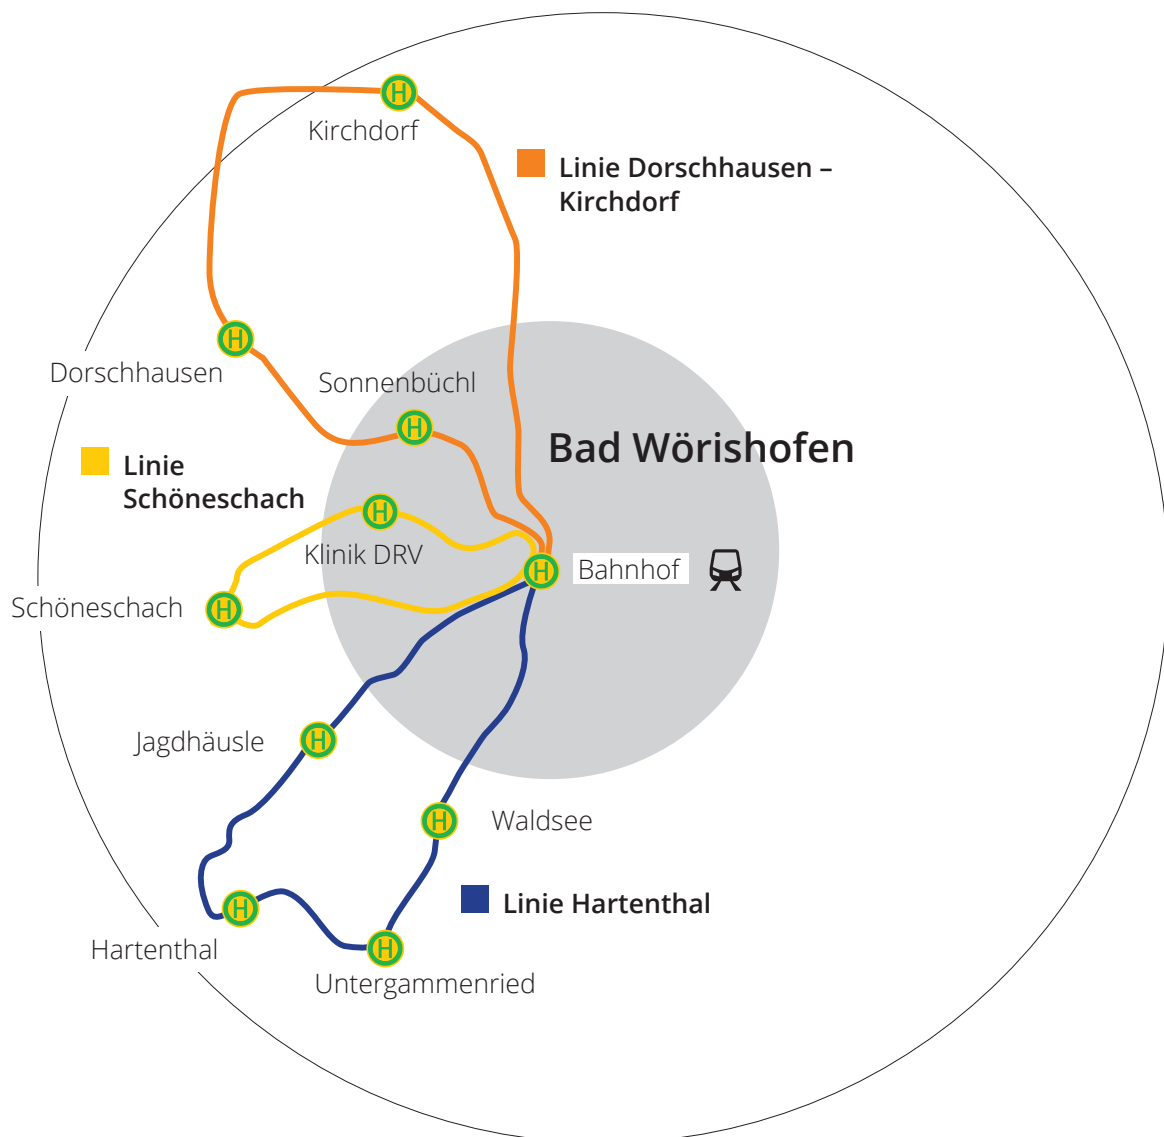 H
Kirchdorf
Linie Dorschhausen –
Kirchdorf
H
Dorschhausen
Sonnenbüchl
H
Bad Wörishofen
Linie
Schöneschach
H
Klinik DRV
H
Bahnhof
Schöneschach
H
Jagdhäusle
H
H
Waldsee
Linie Hartenthal
H
Hartenthal
H
Untergammenried